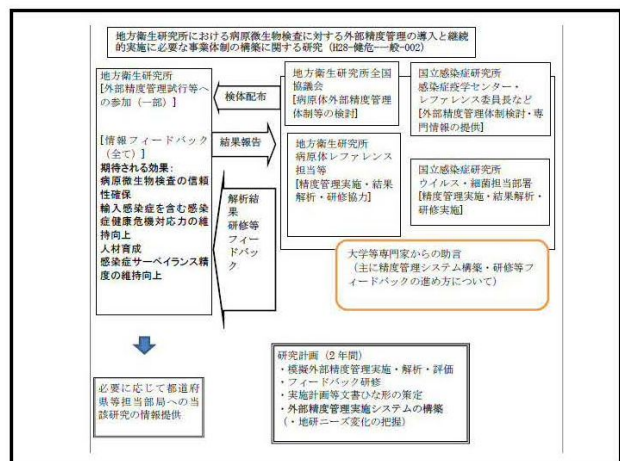 地方衛生研究所における病原微生物検査に対する外部精度管理の導入と継続
的実施に必要な事業体制の構築に関する研究（H28-健危-一般-002）
地方衛生研究所
[外部精度管理試行等へ
の参加（一部）]
[情報フィードバック
（全て）]
期待される効果：
病原微生物検査の信頼
性確保
輸入感染症を含む感染
症健康危機対応力の維
持向上
人材育成
感染症サーベイランス精
度の維持向上
検体配布
結果報告
解析結
果
研修等
フィー
ドバッ
ク
地方衛生研究所全国
協議会
[病原体外部精度管理
体制等の検討]
国立感染症研究所
感染症疫学センター・
レファレンス委員長など
[外部精度管理体制検討・専
門情報の提供]
地方衛生研究所
病原体レファレンス
担当等
[精度管理実施・結果
解析・研修協力]
国立感染症研究所
ウイルス・細菌担当部署
[精度管理実施・結果解析・
研修実施]
大学等専門家からの助言
（主に精度管理システム構築・研修等フ
ィードバックの進め方について）
必要に応じて都道府
県等担当部局への当
該研究の情報提供
研究計画（2年間）
・模擬外部精度管理実施・解析・評価
・フィードバック研修
・実施計画等文書ひな形の策定
・外部精度管理実施システムの構築
（・地研ニーズ変化の把握）